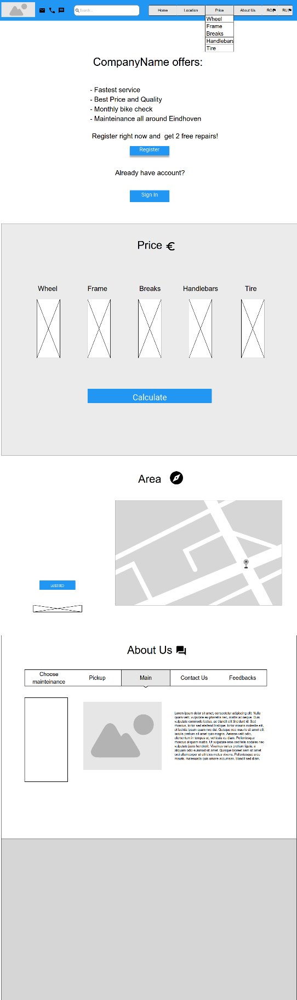 Search...
Home
Location
Price
About Us
RO
RU
Wheel
Frame
Breaks
Handlebars
Tire
CompanyName offers:
- Fastest service
- Best Price and Quality
- Monthly bike check
- Mainteinance all around Eindhoven
Register right now and get 2 free repairs!
Register
Already have account?
Sign In
Price €
Wheel
Frame
Breaks
Handlebars
Tire
Calculate
Area
About Us
Choose
mainteinance
Pickup
Main
Contact Us
Feedbacks
Lorem ipsum dolor sit amet, consectetur adipiscing elit. Nulla
quam velit, vulputate eu pharetra nec, mattis ac neque. Duis
vulputate commodo lectus, ac blandit elit tincidunt id. Sed
rhoncus, tortor sed eleifend tristique, tortor mauris molestie elit,
et lacinia ipsum quam nec dui. Quisque nec mauris sit amet elit
iaculis pretium sit amet quis magna. Aenean velit odio,
elementum in tempus ut, vehicula eu diam. Pellentesque
rhoncus aliquam mattis. Ut vulputate eros sed felis sodales nec
vulputate justo hendrerit. Vivamus varius pretium ligula, a
aliquam odio euismod sit amet. Quisque laoreet sem sit amet
orci ullamcorper at ultricies metus viverra. Pellentesque arcu
mauris, malesuada quis ornare accumsan, blandit sed diam.